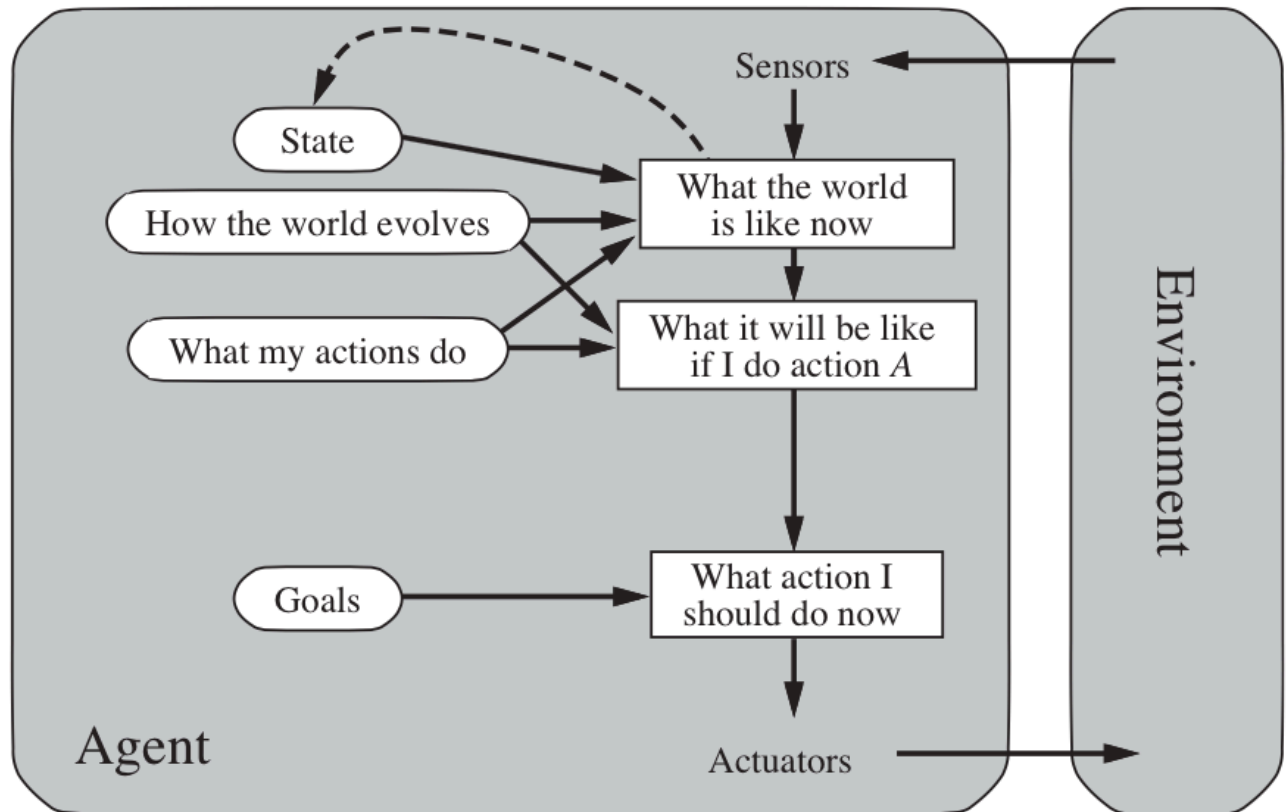 Sensors
State
What the world
is like now
How the world evolves
What it will be like
if I do action A
What my actions do
Environment
What action I
should do now
Goals
Agent
Actuators